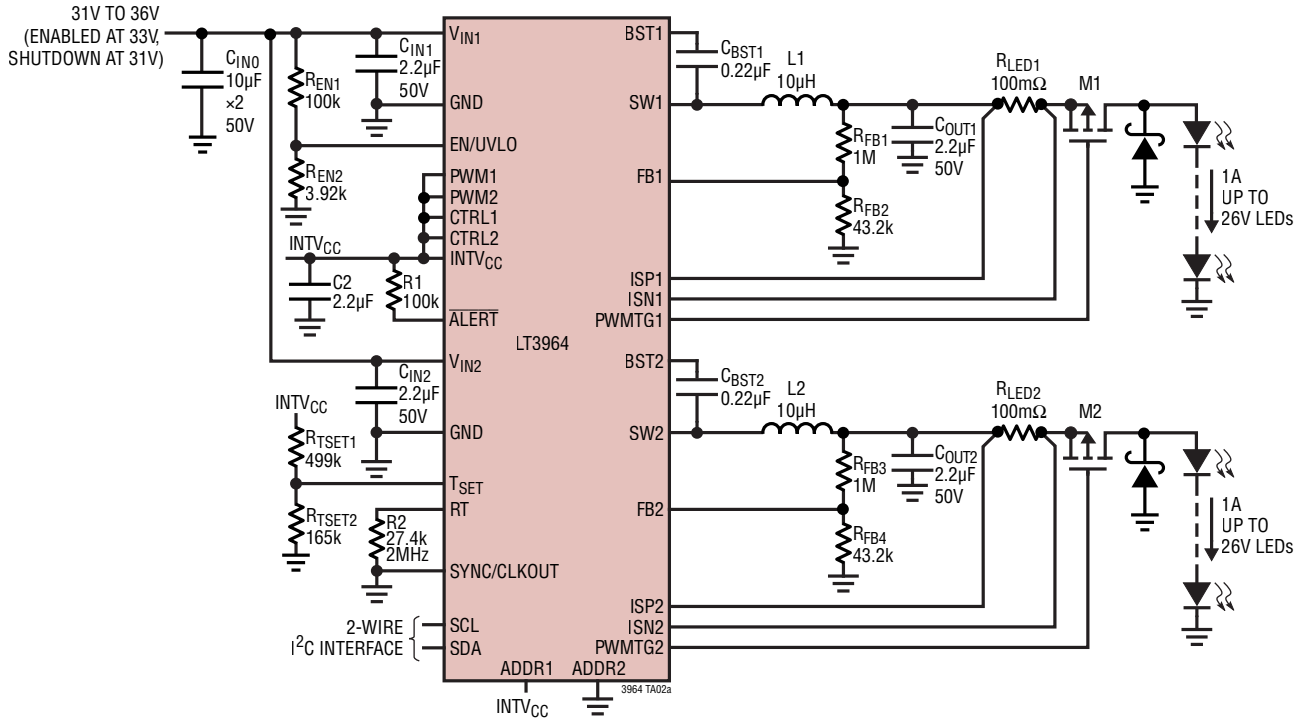 31V TO 36V
(ENABLED AT 33V,
SHUTDOWN AT 31V)
CIN0
10µF
×2
50V
REN1
100k
REN2
3.92k
CIN1
2.2µF
50V
INTVCC
C2
2.2µF
R1
100k
CIN2
2.2µF
50V
INTVCC
RTSET1
499k
RTSET2
165k
R2
27.4k
2MHz
2-WIRE
I2C INTERFACE
VIN1
GND
EN/UVLO
PWM1
PWM2
CTRL1
CTRL2
INTVCC
ALERT
VIN2
GND
TSET
RT
SYNC/CLKOUT
SCL
SDA
LT3964
ADDR1
ADDR2
INTVCC
3964 TA02a
BST1
SW1
FB1
ISP1
ISN1
PWMTG1
BST2
SW2
FB2
ISP2
ISN2
PWMTG2
CBST1
0.22µF
L1
10µH
RFB1
1M
RFB2
43.2k
COUT1
2.2µF
50V
RLED1
100mΩ
M1
1A
UP TO
26V LEDs
CBST2
0.22µF
L2
10µH
RFB3
1M
RFB4
43.2k
COUT2
2.2µF
50V
RLED2
100mΩ
M2
1A
UP TO
26V LEDs